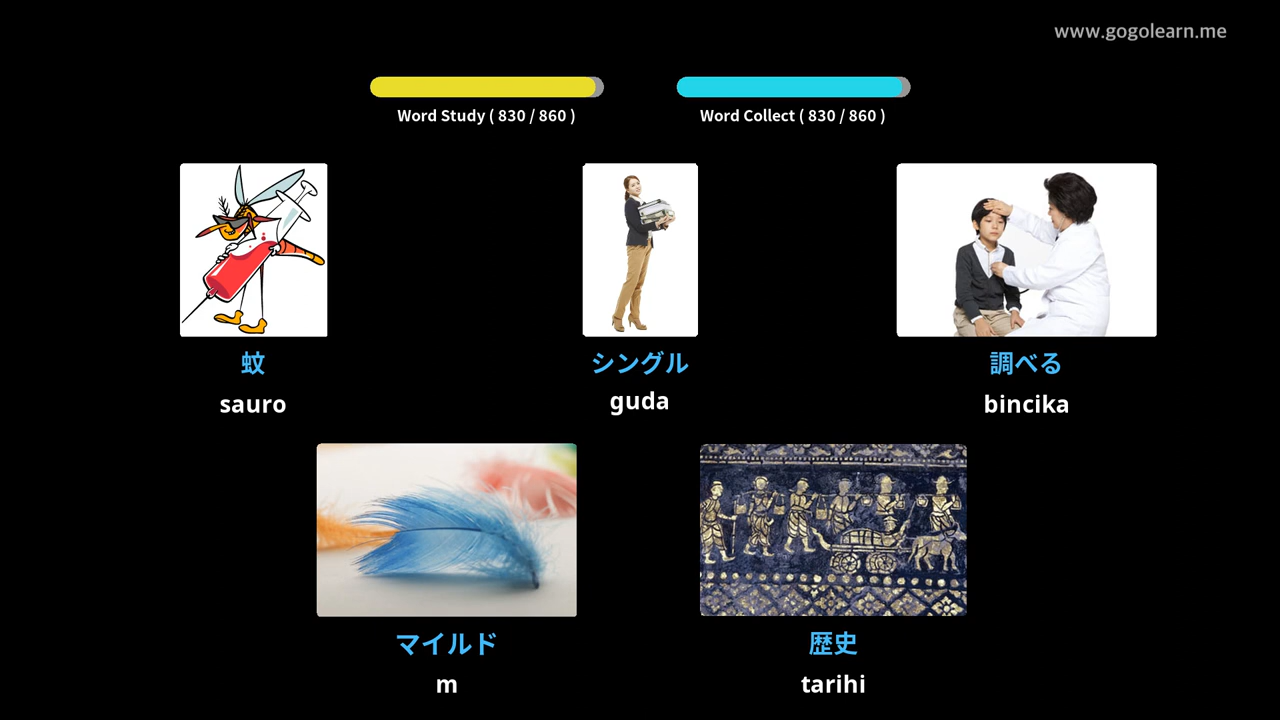 www.gogolearn.me
Word Study ( 830 / 860 )
Word Collect ( 830 / 860 )
蚊
シングル
調べる
sauro
guda
bincika
マイルド
歴史
m
tarihi